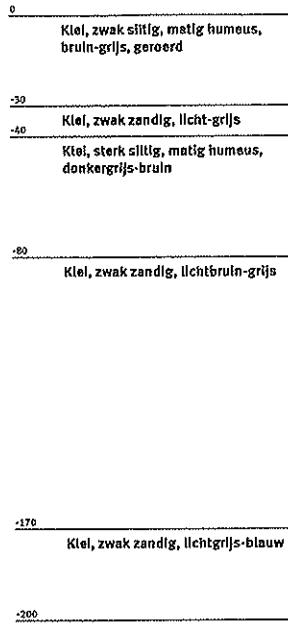 0
Klei, zwak siltig, matig humeus,
bruin-grijs, geroerd
-30
Klei, zwak zandig, licht-grijs
-40
Klei, sterk siltig, matig humeus,
donkergrijs-bruin
-80
Klei, zwak zandig, lichtbruin-grijs
-170
Klei, zwak zandig, lichtgrijs-blauw
-200